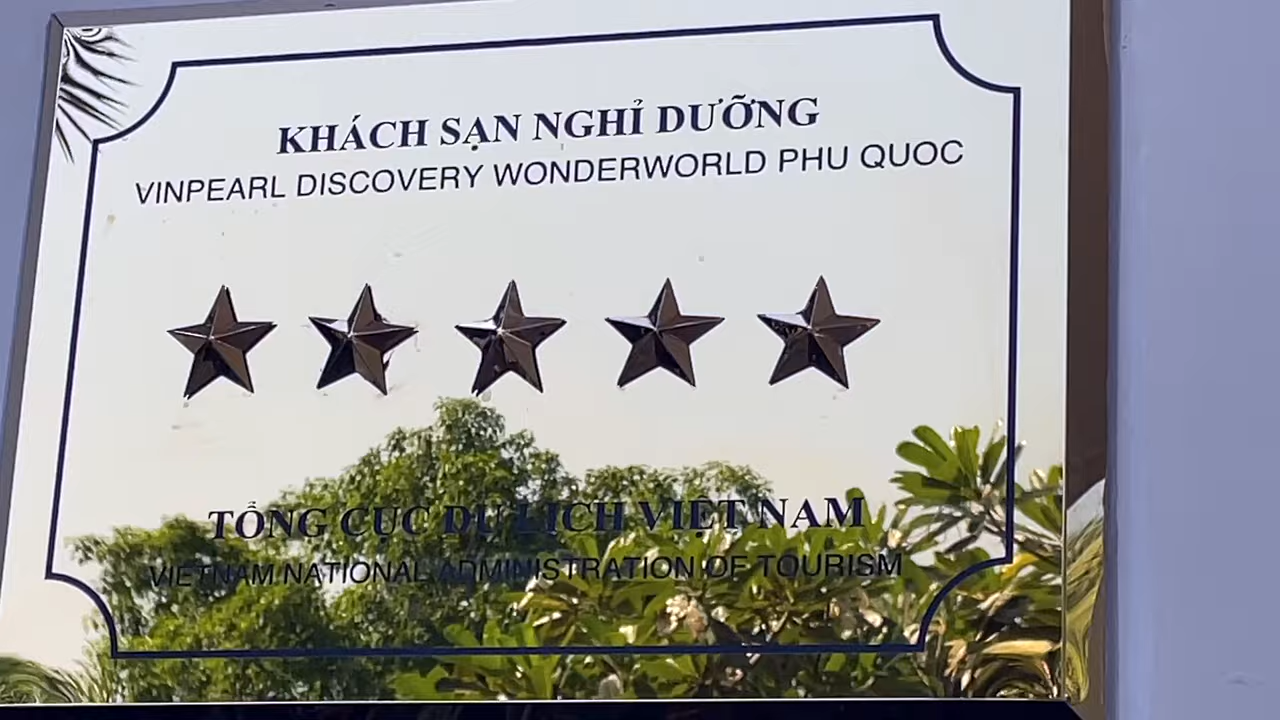 KHÁCH SẠN NGHỈ DƯỠNG
VINPEARL DISCOVERY WONDERWORLD PHU QUOC
TỔNG CỤC DU LỊCH VIỆT NAM
VIETNAM NATIONAL ADMINISTRATION OF TOURISM